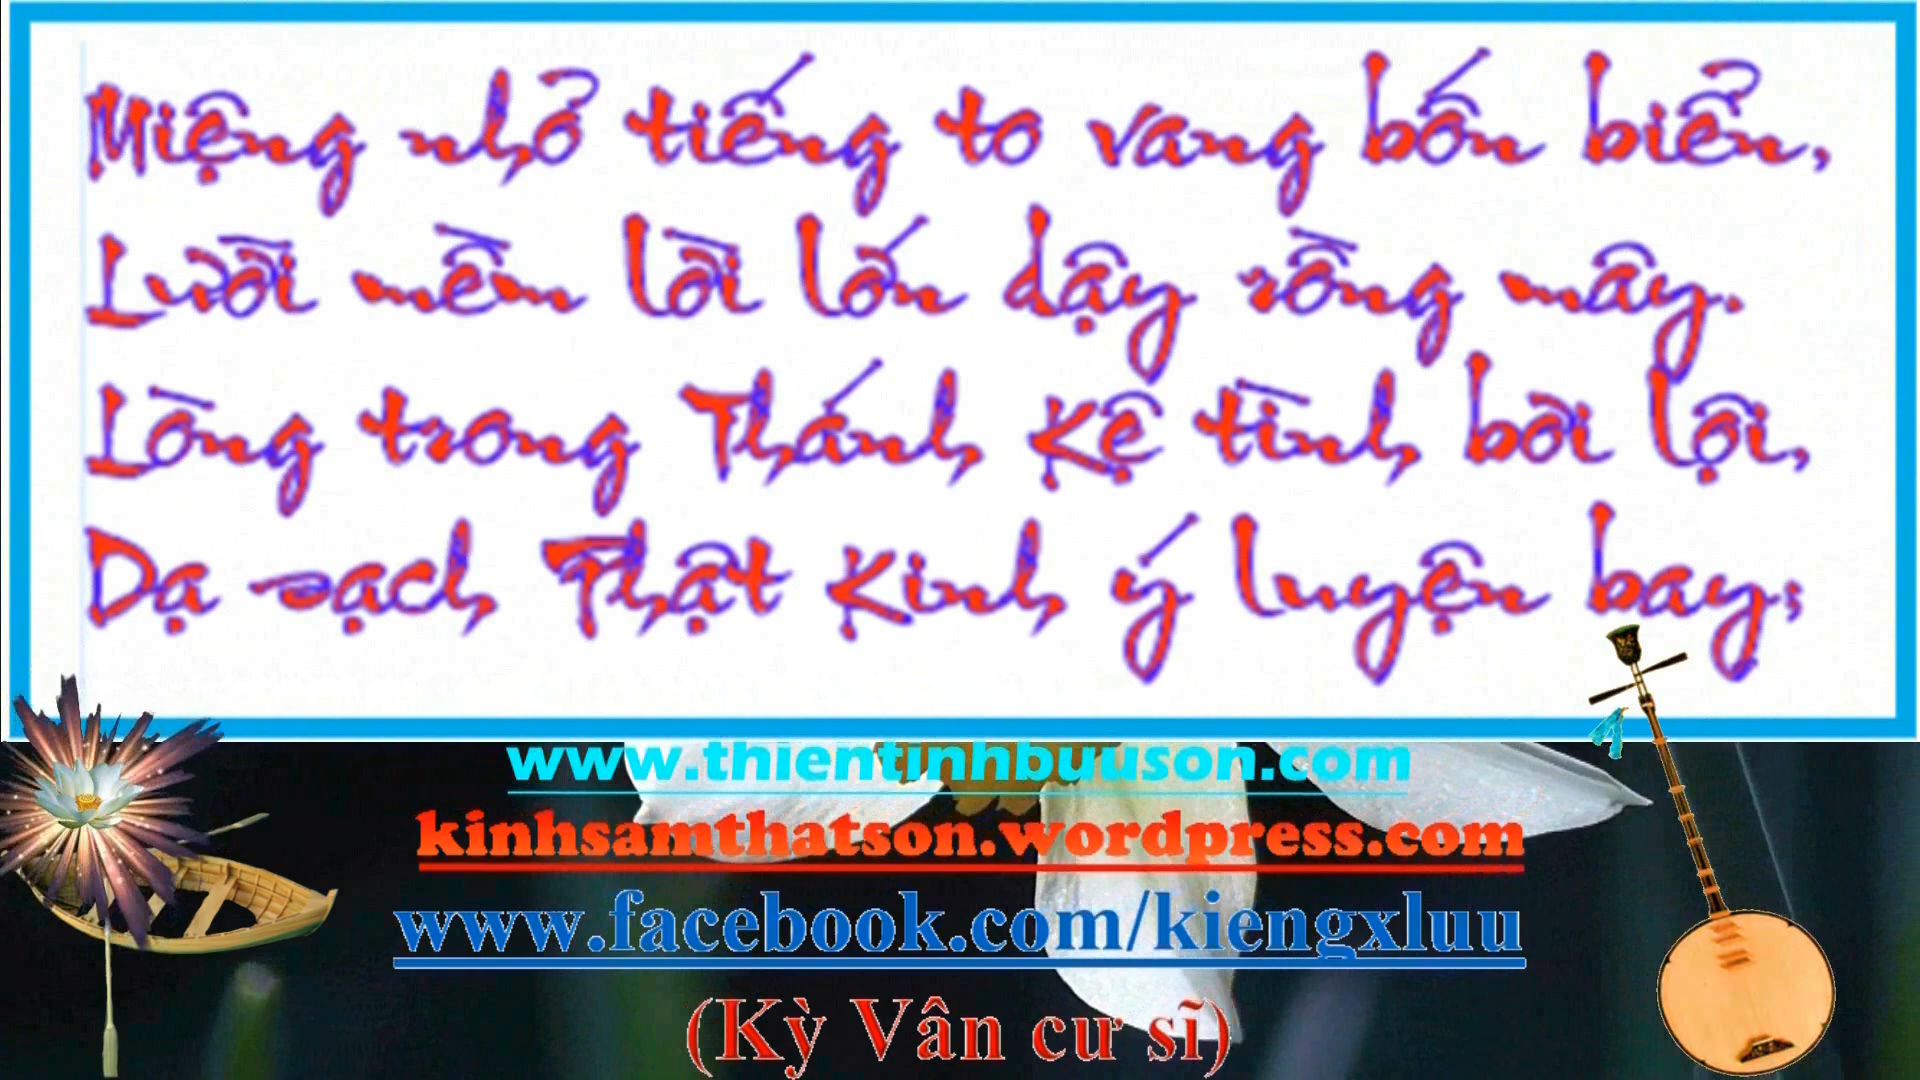 Miệng nhỏ tiếng to vang bốn biển,
Lười mềm lời lớn dậy rồng mây.
Lòng trong Thánh Kệ tình bời lội,
Dạ sạch Thật Kinh ý luyện bay;
www.thientinhbuuson.com
kinhsamthatson.wordpress.com
www.facebook.com/kiengxluu
(Kỳ Vân cư sĩ)